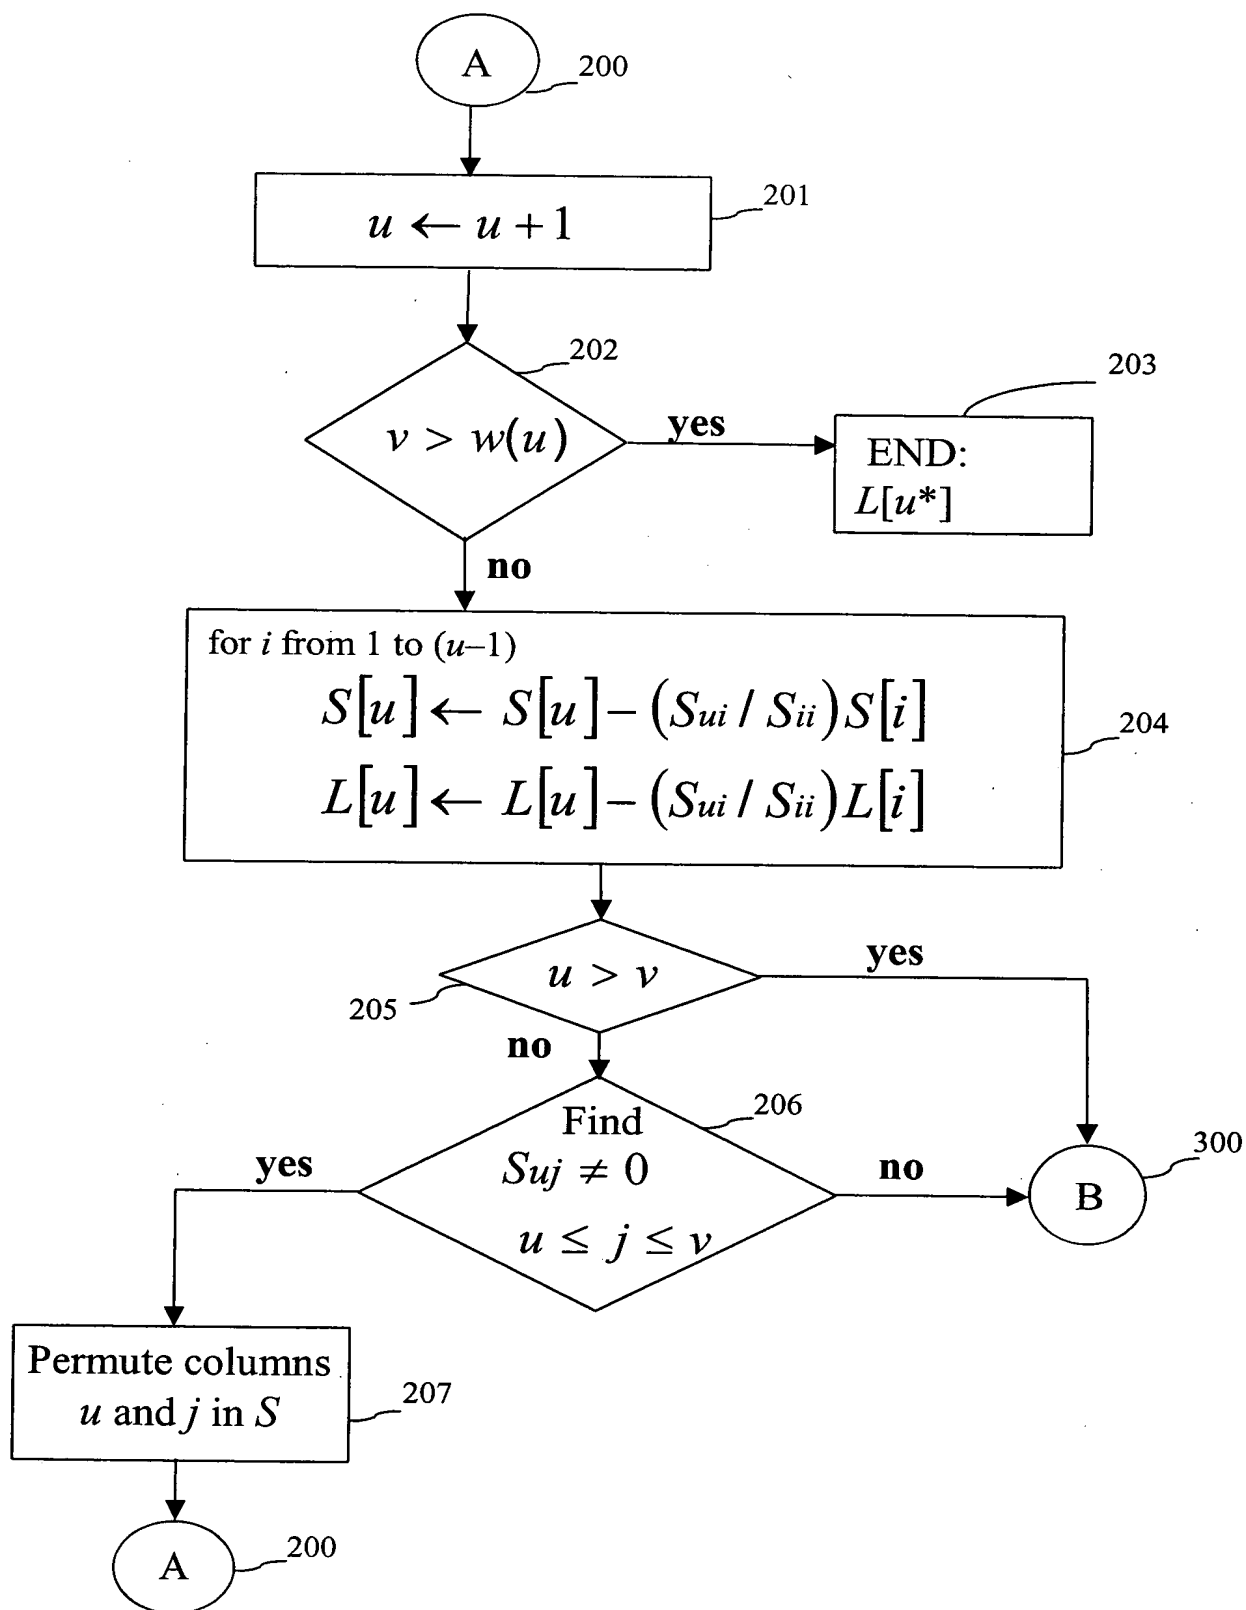 A
200
201
u ← u + 1
202
203
v > w(u)
yes
END:
L[u*]
no
for i from 1 to (u–1)
S[u] ← S[u] – (Sui / Sii) S[i]
204
L[u] ← L[u] – (Sui / Sii) L[i]
yes
u > v
205
no
206
Find
300
yes
Suj ≠ 0
no
B
u ≤ j ≤ v
Permute columns
207
u and j in S
200
A